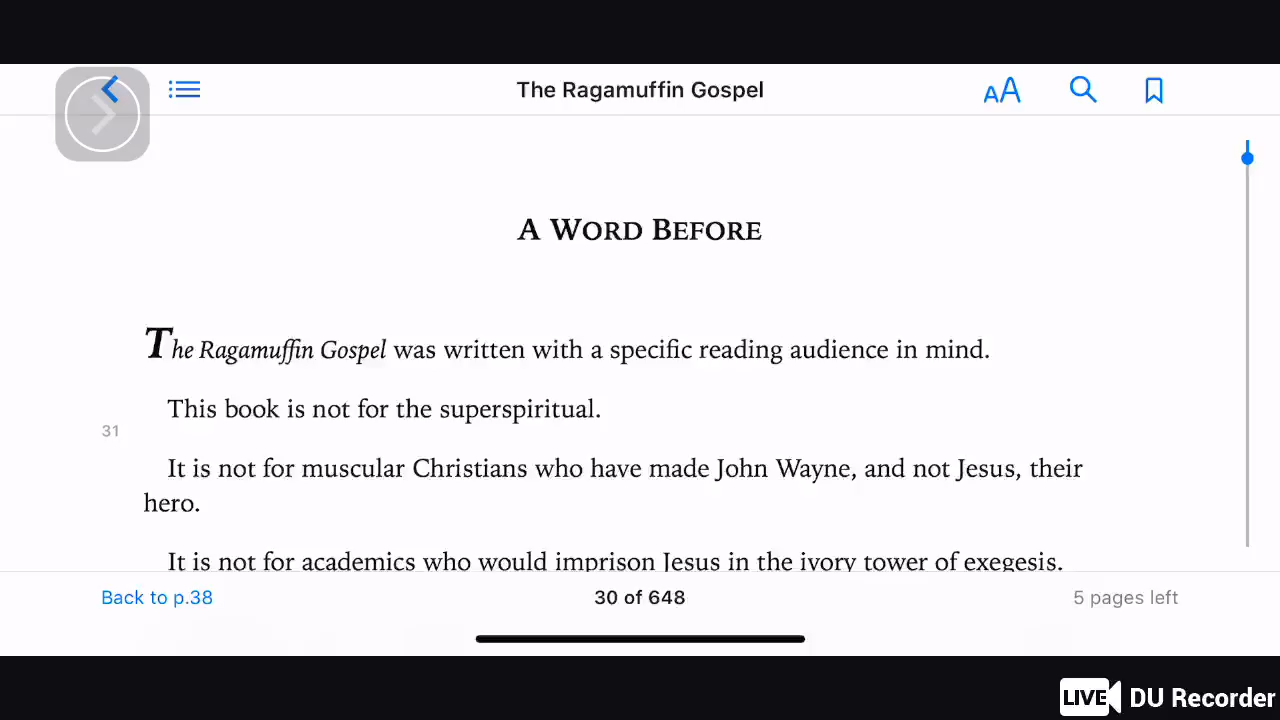 The Ragamuffin Gospel
AA
A WORD BEFORE
The Ragamuffin Gospel was written with a specific reading audience in mind.
This book is not for the superspiritual.
31
It is not for muscular Christians who have made John Wayne, and not Jesus, their
hero.
It is not for academics who would imprison Jesus in the ivory tower of exegesis.
Back to p.38
30 of 648
5 pages left
LIVE DU Recorder